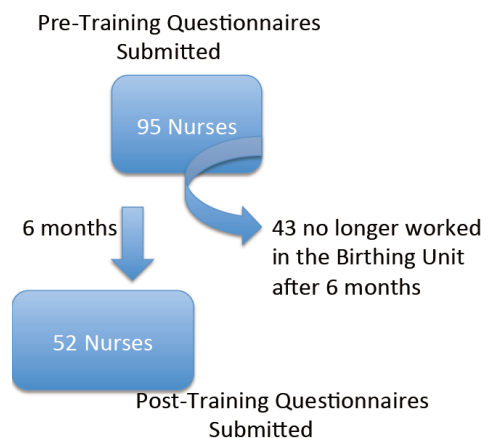 Pre-Training Questionnaires
Submitted
95 Nurses
6 months
43 no longer worked
in the Birthing Unit
after 6 months
52 Nurses
Post-Training Questionnaires
Submitted